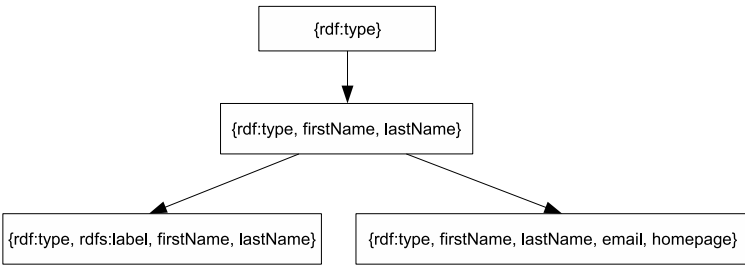 {rdf:type}
{rdf:type, firstName, lastName}
{rdf:type, rdfs:label, firstName, lastName}
{rdf:type, firstName, lastName, email, homepage}